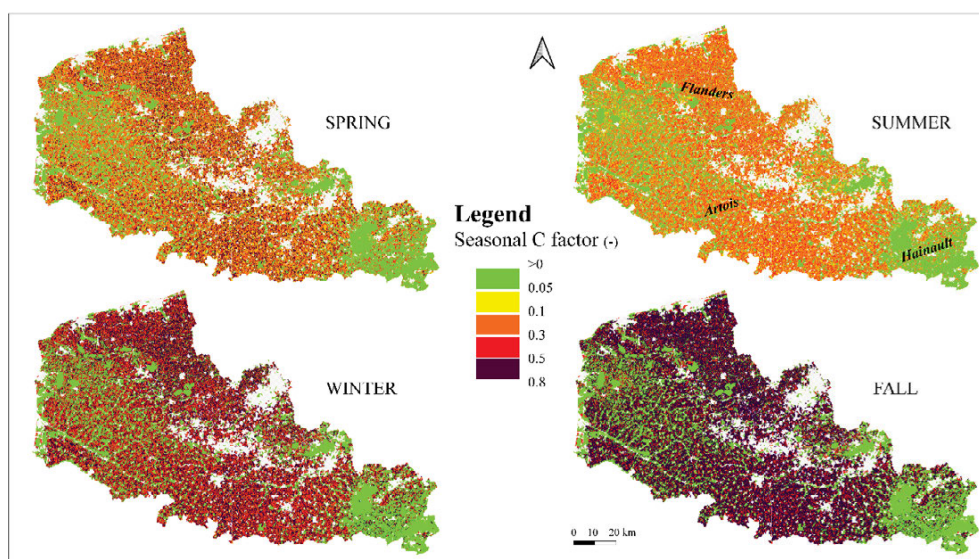 SPRING
SUMMER
Flanders
Artois
Hainault
Legend
Seasonal C factor (-)
>0
0.05
0.1
0.3
0.5
0.8
WINTER
FALL
0 10 20 km